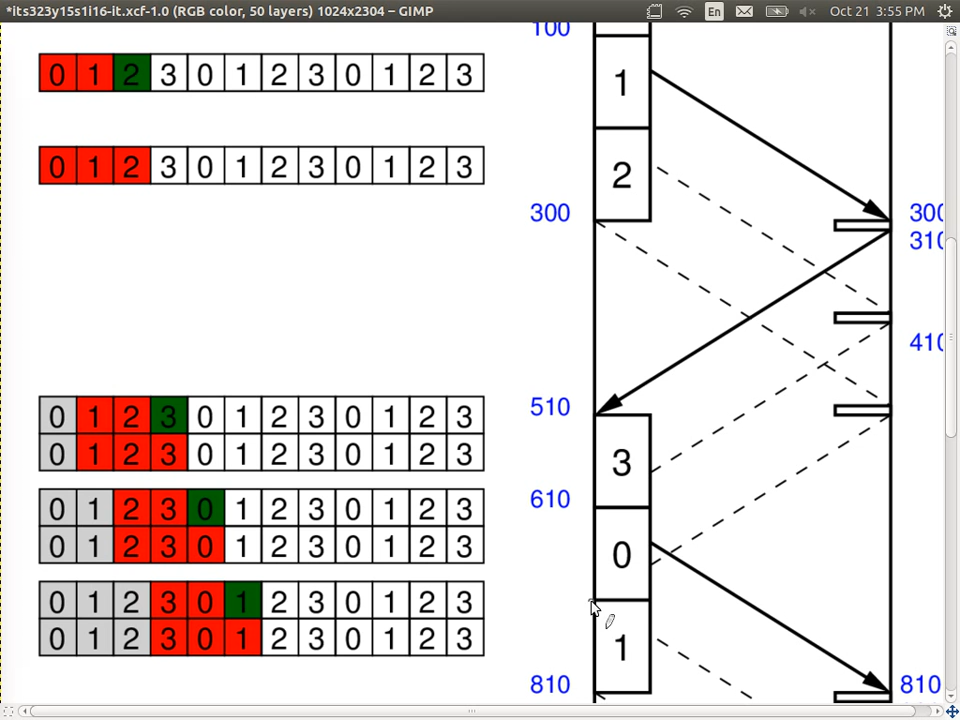 *its323y15s1i16-it.xcf-1.0 (RGB color, 50 layers) 1024x2304 – GIMP
En
Oct 21 3:55 PM
100
0 1 2 3 0 1 2 3 0 1 2 3
1
0 1 2 3 0 1 2 3 0 1 2 3
2
300
300
310
410
510
0 1 2 3 0 1 2 3 0 1 2 3
0 1 2 3 0 1 2 3 0 1 2 3
3
610
0 1 2 3 0 1 2 3 0 1 2 3
0 1 2 3 0 1 2 3 0 1 2 3
0
0 1 2 3 0 1 2 3 0 1 2 3
0 1 2 3 0 1 2 3 0 1 2 3
1
810
810